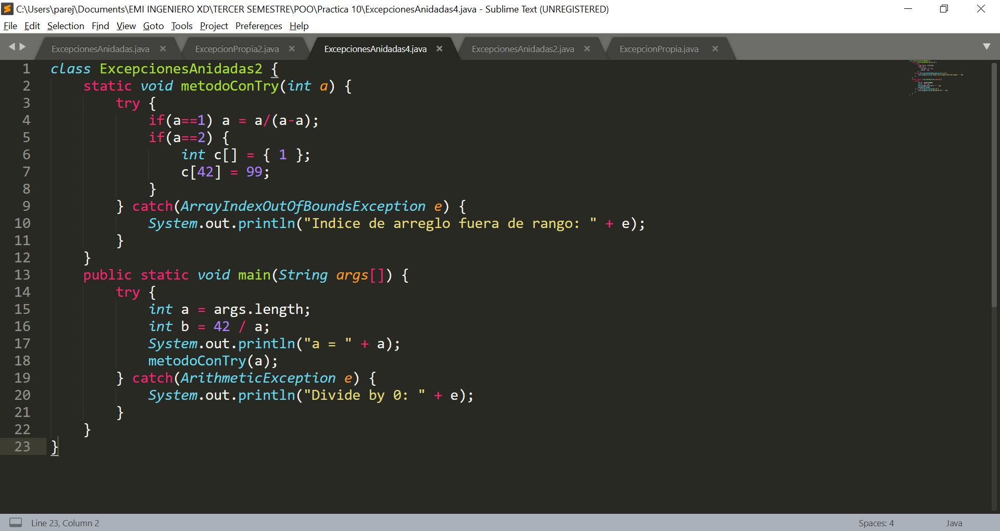 C:\Users\parej\Documents\EMI INGENIERO XD\TERCER SEMESTRE\POO\Practica 10\ExcepcionesAnidadas4.java - Sublime Text (UNREGISTERED)
File Edit Selection Find View Goto Tools Project Preferences Help
ExcepcionesAnidadas.java ExcepcionPropia2.java ExcepcionesAnidadas4.java ExcepcionesAnidadas2.java ExcepcionPropia.java
1 class ExcepcionesAnidadas2 {
2     static void metodoConTry(int a) {
3         try {
4             if(a==1) a = a/(a-a);
5             if(a==2) {
6                 int c[] = { 1 };
7                 c[42] = 99;
8             }
9         } catch(ArrayIndexOutOfBoundsException e) {
10             System.out.println("Indice de arreglo fuera de rango: " + e);
11         }
12     }
13     public static void main(String args[]) {
14         try {
15             int a = args.length;
16             int b = 42 / a;
17             System.out.println("a = " + a);
18             metodoConTry(a);
19         } catch(ArithmeticException e) {
20             System.out.println("Divide by 0: " + e);
21         }
22     }
23 }
Line 23, Column 2 Spaces: 4 Java